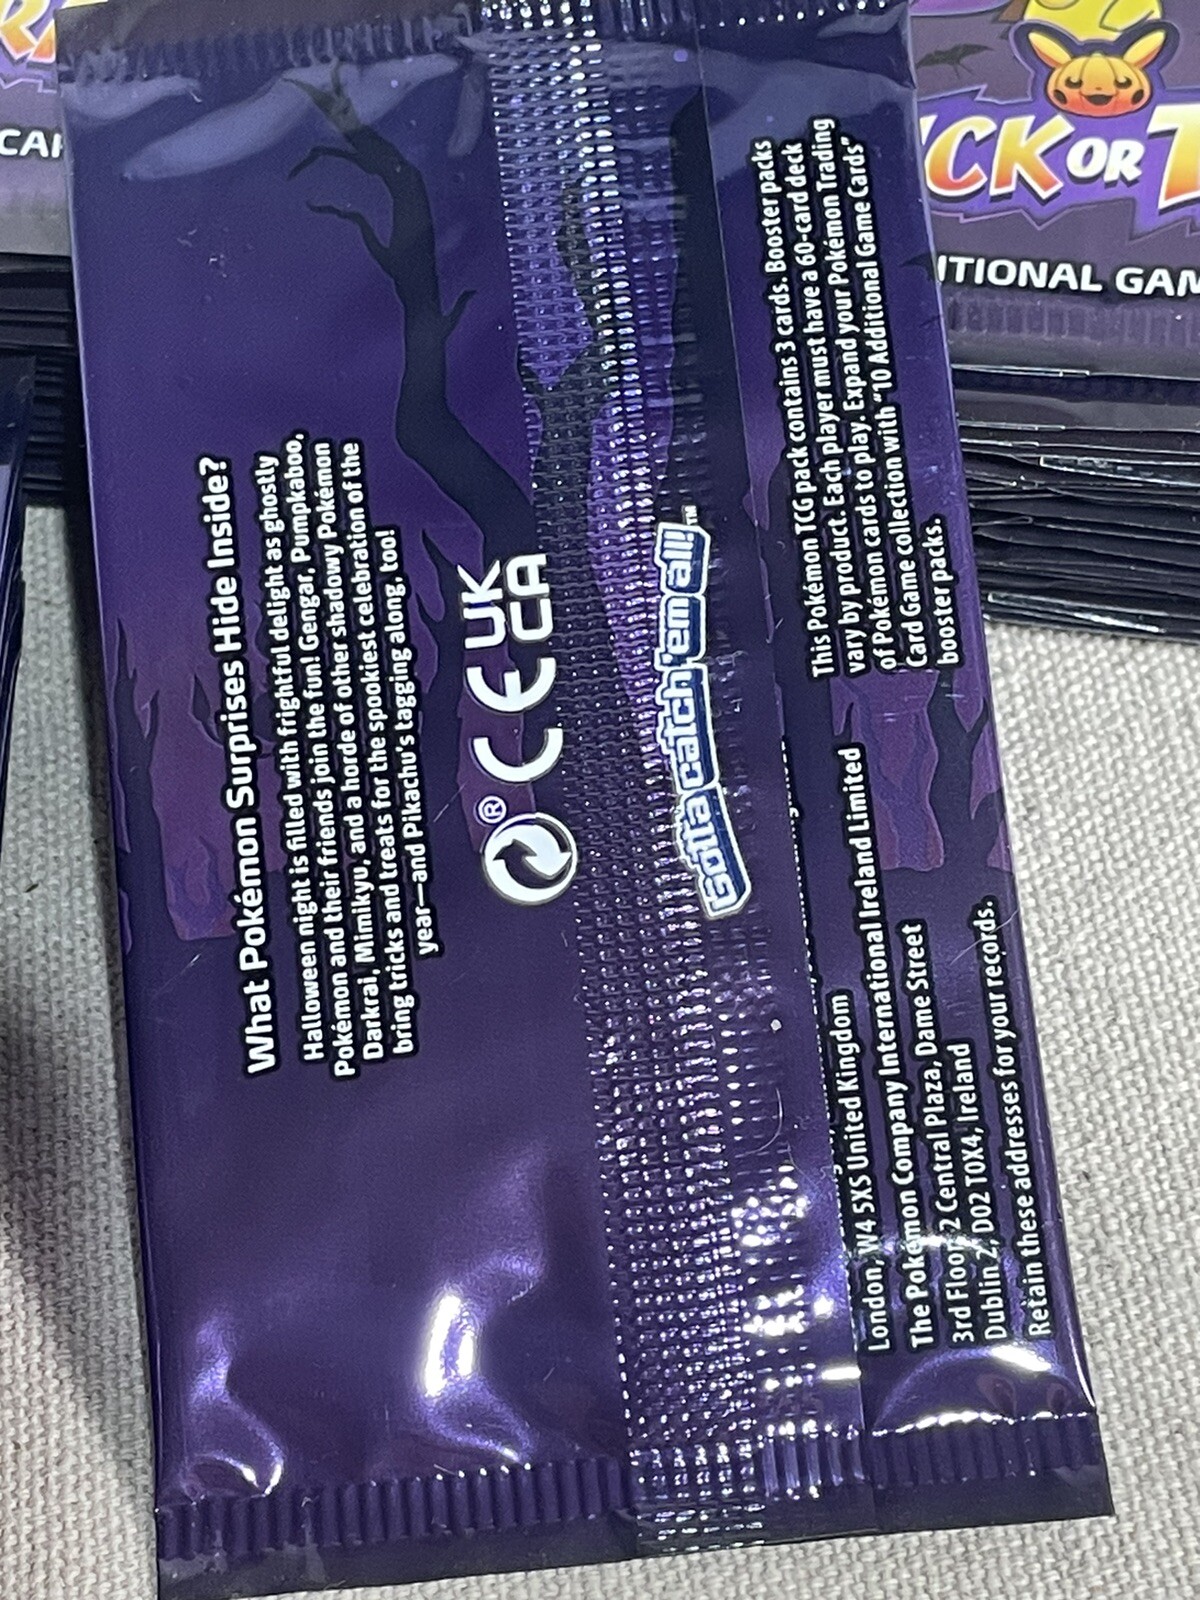 What Pokémon Surprises Hide Inside?
Halloween night is filled with frightful delight as ghostly
Pokémon and their friends join the fun! Gengar, Pumpkaboo,
Darkrai, Mimikyu, and a horde of other shadowy Pokémon
bring tricks and treats for the spookiest celebration of the
year—and Pikachu's tagging along, too!
® CE UK
CA
Gotta catch 'em all!™
This Pokémon TCG pack contains 3 cards. Booster packs
vary by product. Each player must have a 60-card deck
of Pokémon cards to play. Expand your Pokémon Trading
Card Game collection with "10 Additional Game Cards"
booster packs.
London, W4 5XS United Kingdom
The Pokémon Company International Ireland Limited
3rd Floor, 2 Central Plaza, Dame Street
Dublin 2, D02 T0X4, Ireland
Retain these addresses for your records.
CK OR T
ITIONAL GAM
CAR